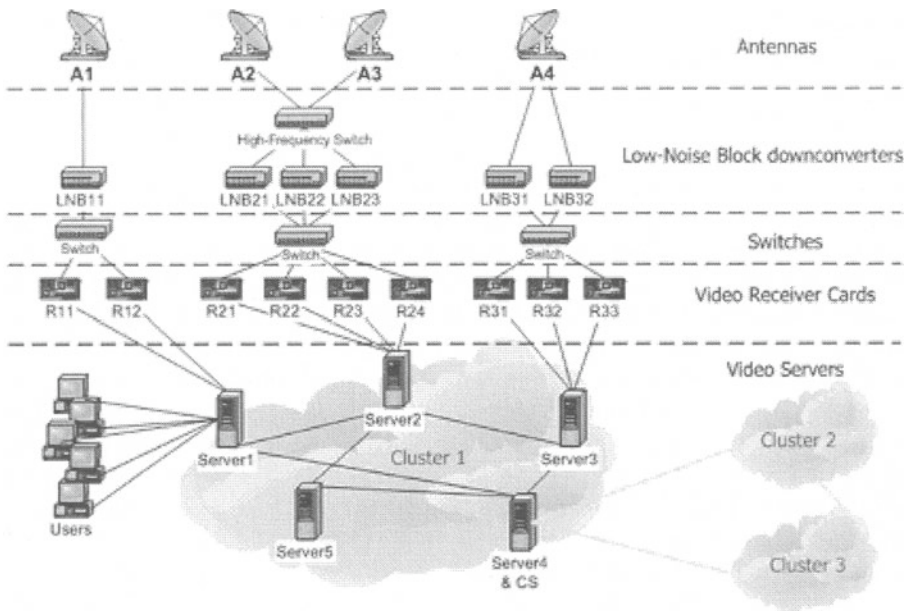 Antennas
A1
A2
A3
A4
High-Frequency Switch
Low-Noise Block downconverters
LNB11
LNB21
LNB22
LNB23
LNB31
LNB32
Switch
Switch
Switch
Switches
R11
R12
R21
R22
R23
R24
R31
R32
R33
Video Receiver Cards
Video Servers
Server2
Server1
Cluster 1
Server3
Cluster 2
Users
Server5
Server4
& CS
Cluster 3